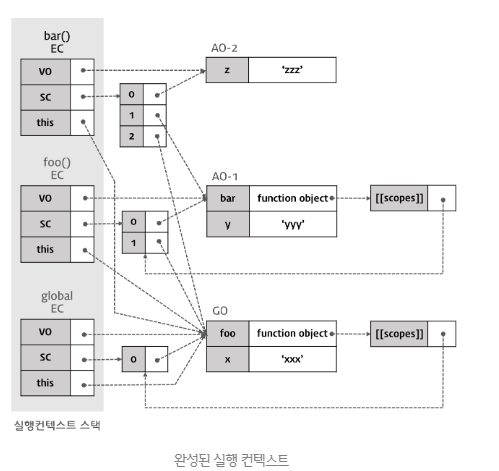 bar()
EC
VO
SC
this
0
1
2
AO-2
z 'zzz'
foo()
EC
VO
SC
this
0
1
AO-1
bar function object
y 'yyy'
[[scopes]]
global
EC
VO
SC
this
0
GO
foo function object
x 'xxx'
[[scopes]]
실행컨텍스트 스택
완성된 실행 컨텍스트